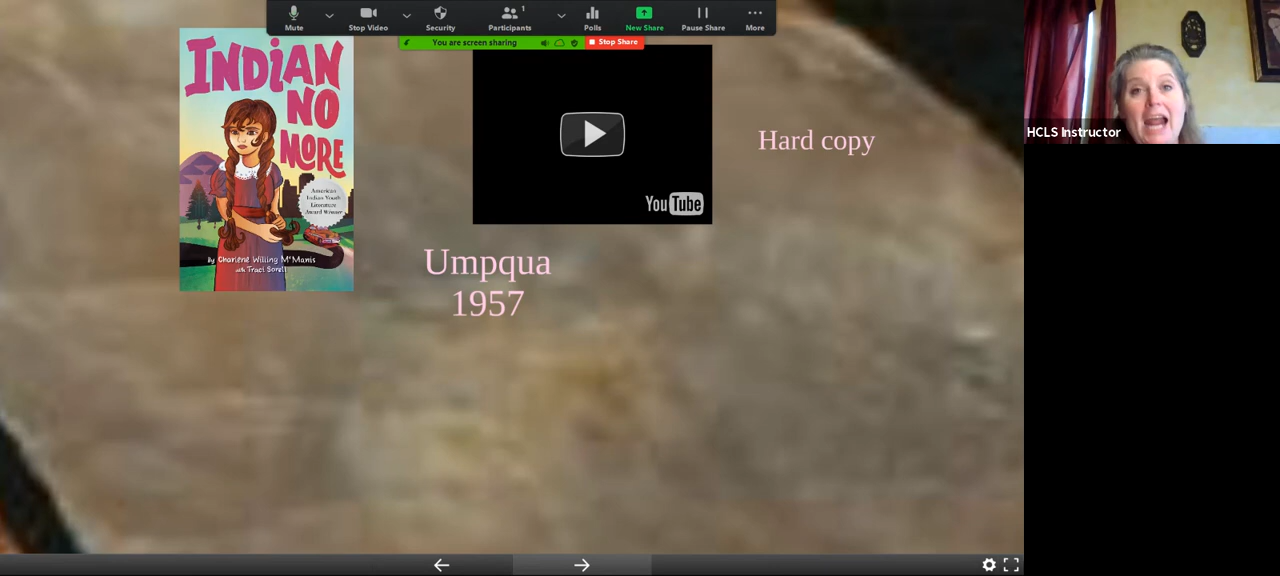 Mute
Stop Video
Security
Participants
1
Polls
New Share
Pause Share
More
You are screen sharing
Stop Share
INDiAN
NO
MORE
American
Indian Youth
Literature
Award Winner
By Charlene Willing McManis
with Traci Sorell
YouTube
Umpqua
1957
Hard copy
HCLS Instructor